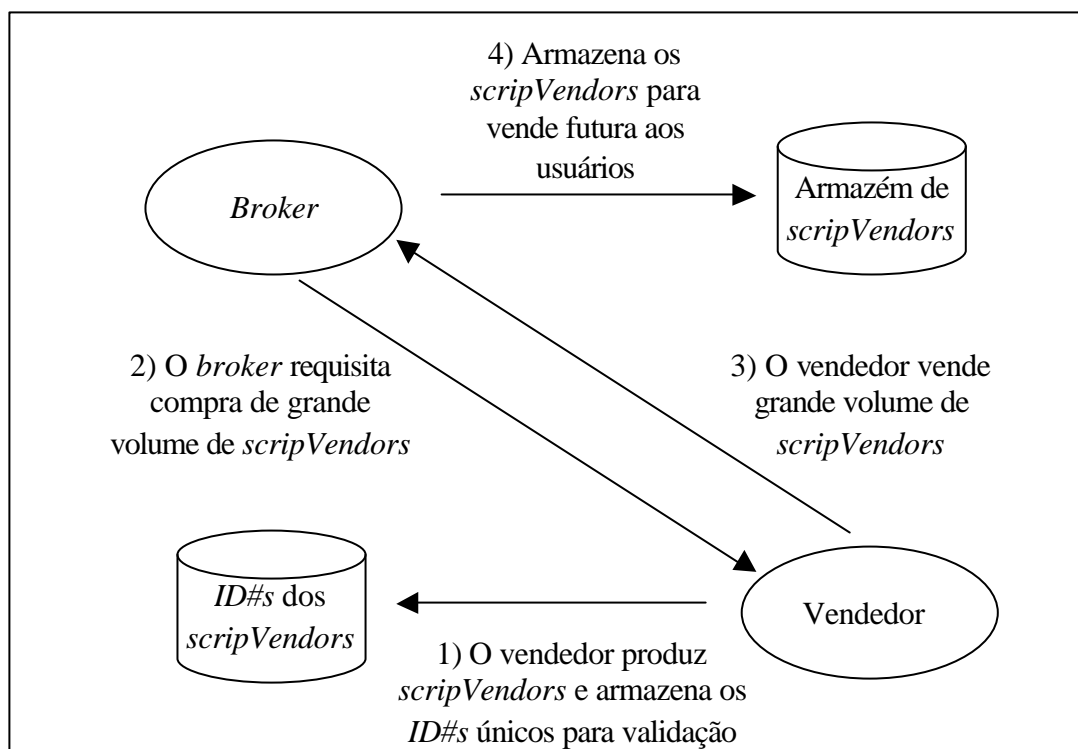 4) Armazena os
scripVendors para
vende futura aos
usuários
Broker
Armazém de
scripVendors
2) O broker requisita
compra de grande
volume de scripVendors
3) O vendedor vende
grande volume de
scripVendors
ID#s dos
scripVendors
Vendedor
1) O vendedor produz
scripVendors e armazena os
ID#s únicos para validação